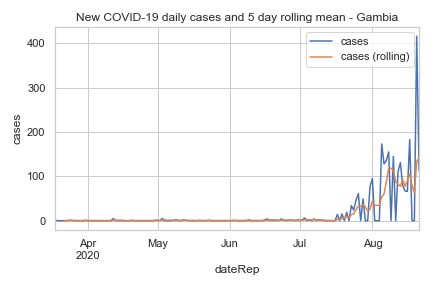 New COVID-19 daily cases and 5 day rolling mean - Gambia
cases
cases (rolling)
400
300
200
100
0
cases
Apr
2020
May
Jun
Jul
Aug
dateRep